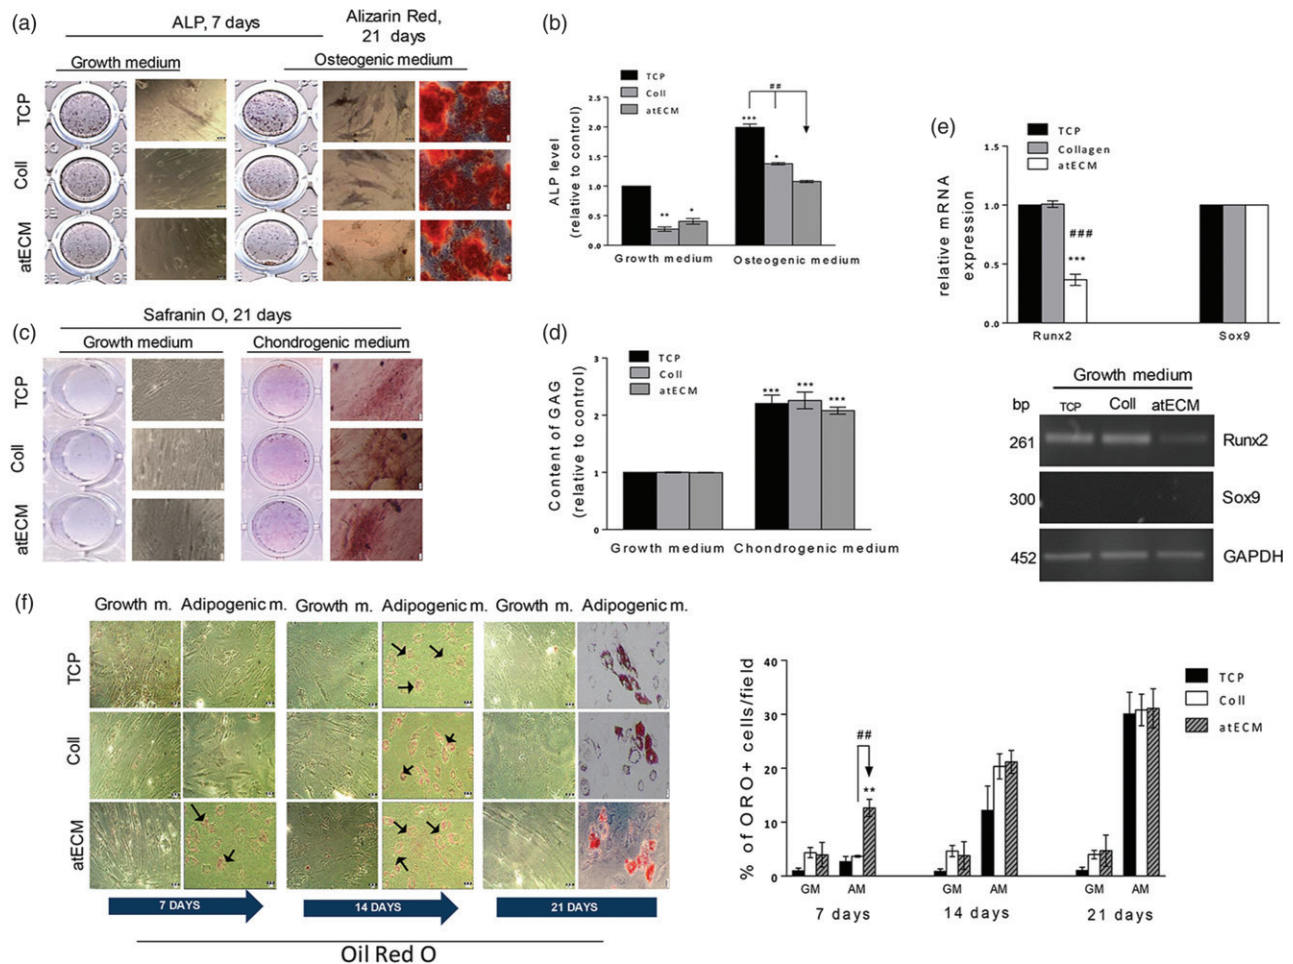 (a)
ALP, 7 days
Alizarin Red,
21 days
Growth medium
Osteogenic medium
TCP
Coll
atECM
(b)
TCP
Coll
atECM
ALP level
(relative to control)
2.5
2.0
1.5
1.0
0.5
0.0
***
**
*
*
##
Growth medium
Osteogenic medium
(c)
Safranin O, 21 days
Growth medium
Chondrogenic medium
TCP
Coll
atECM
(d)
TCP
Coll
atECM
Content of GAG
(relative to control)
3
2
1
0
***
***
***
Growth medium
Chondrogenic medium
(e)
TCP
Collagen
atECM
relative mRNA
expression
1.5
1.0
0.5
0.0
###
***
Runx2
Sox9
Growth medium
bp
TCP
Coll
atECM
261
Runx2
300
Sox9
452
GAPDH
(f)
Growth m.
Adipogenic m.
Growth m.
Adipogenic m.
Growth m.
Adipogenic m.
TCP
Coll
atECM
7 DAYS
14 DAYS
21 DAYS
Oil Red O
% of ORO+ cells/field
40
30
20
10
0
##
**
TCP
Coll
atECM
GM
AM
GM
AM
GM
AM
7 days
14 days
21 days